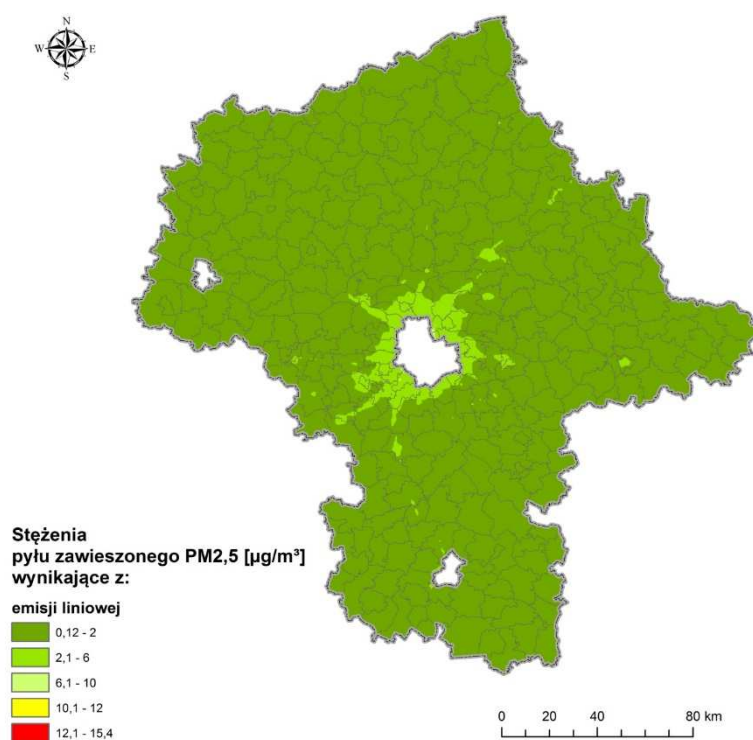 N
W E
S
Stężenia
pyłu zawieszonego PM2,5 [µg/m³]
wynikające z:
emisji liniowej
0,12 - 2
2,1 - 6
6,1 - 10
10,1 - 12
12,1 - 15,4
0 20 40 80 km